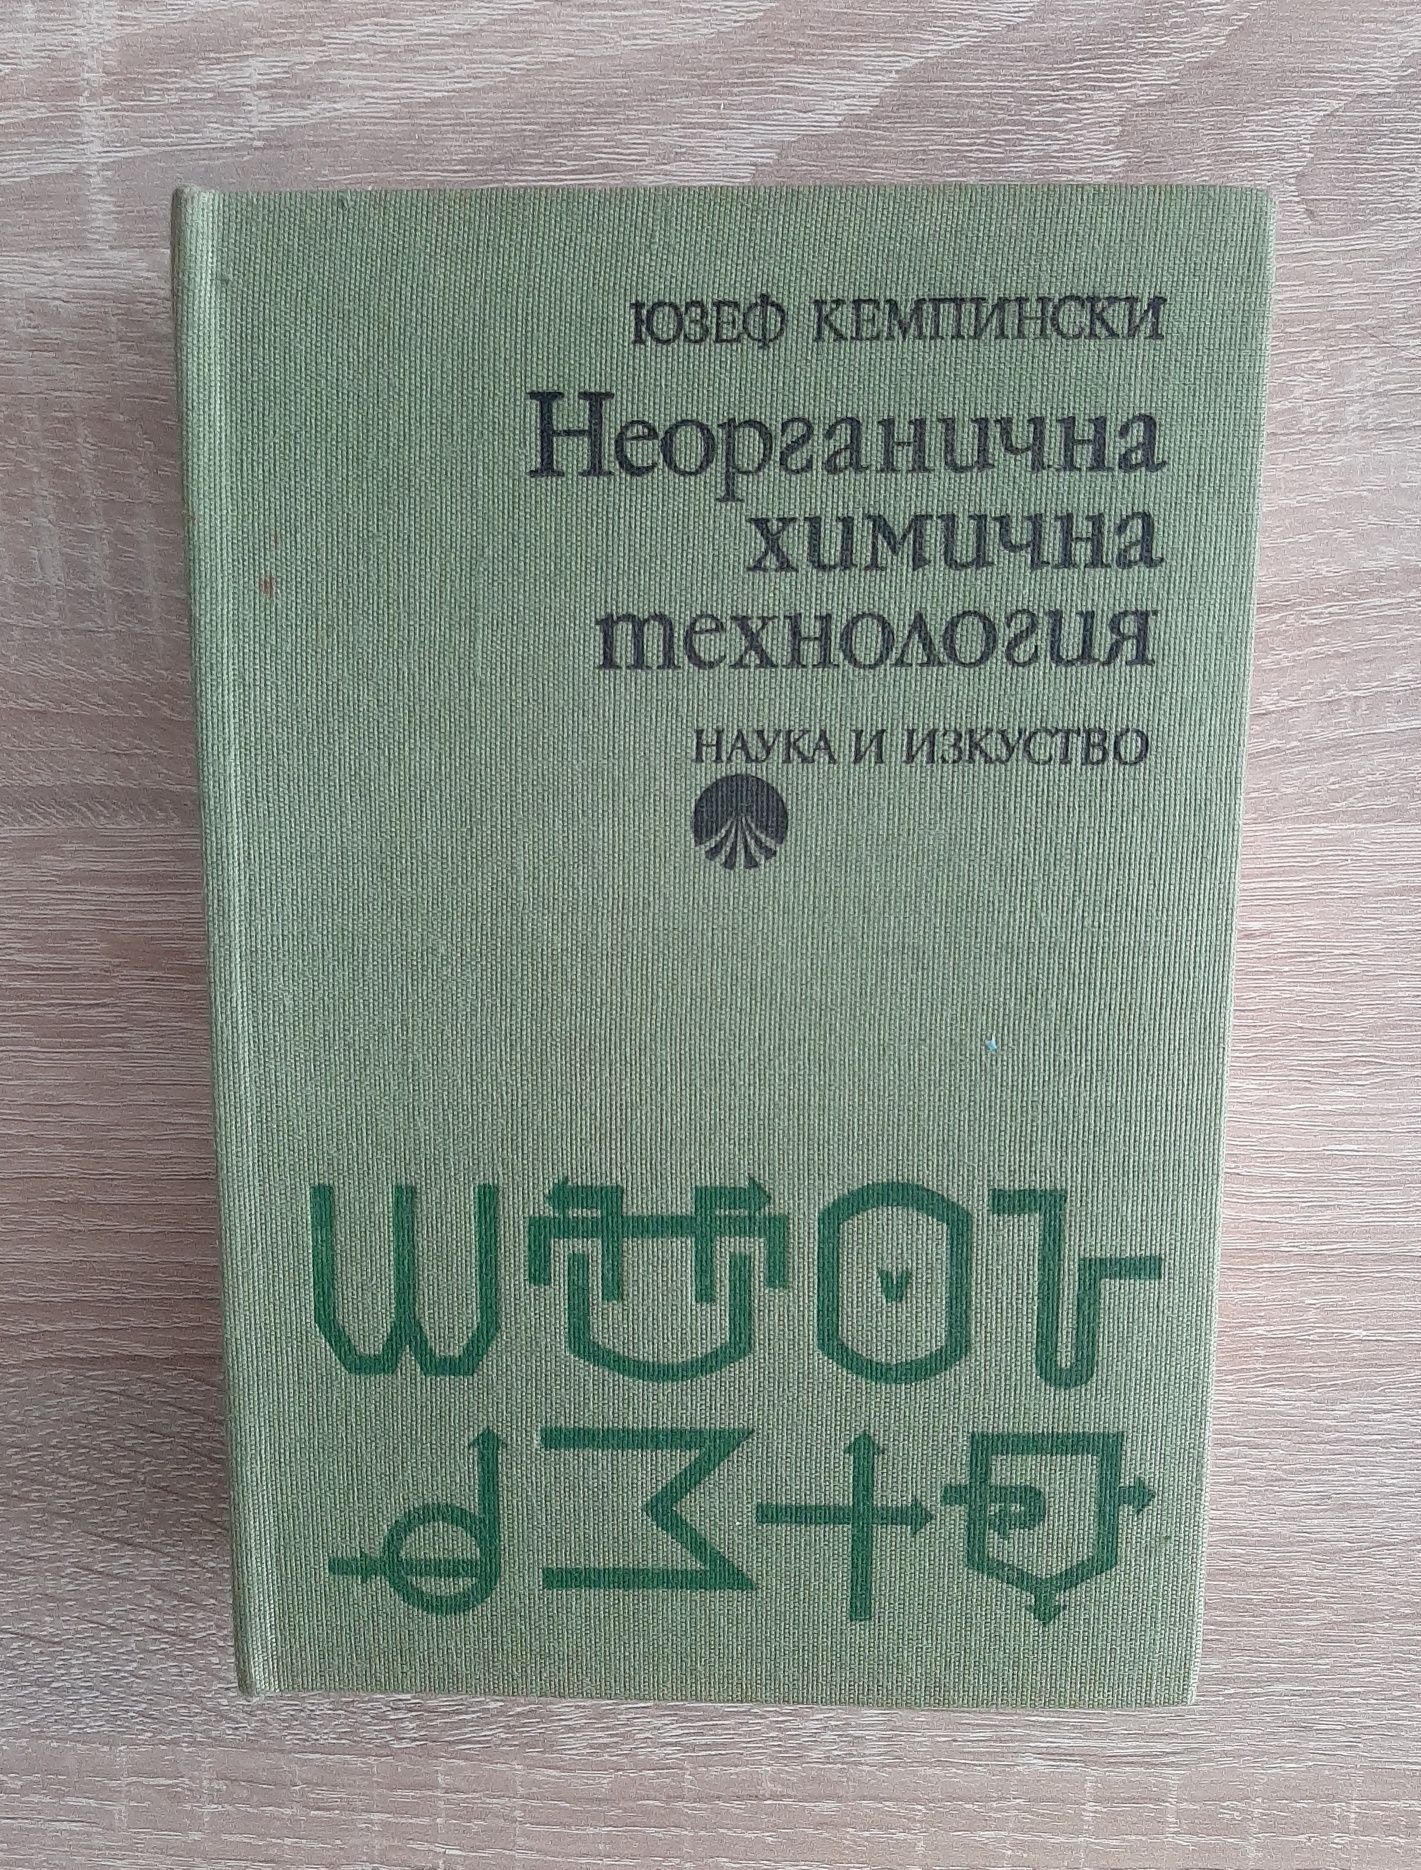 ЮЗЕФ КЕМПИНСКИ
Неорганична
химична
технология
НАУКА И ИЗКУСТВО